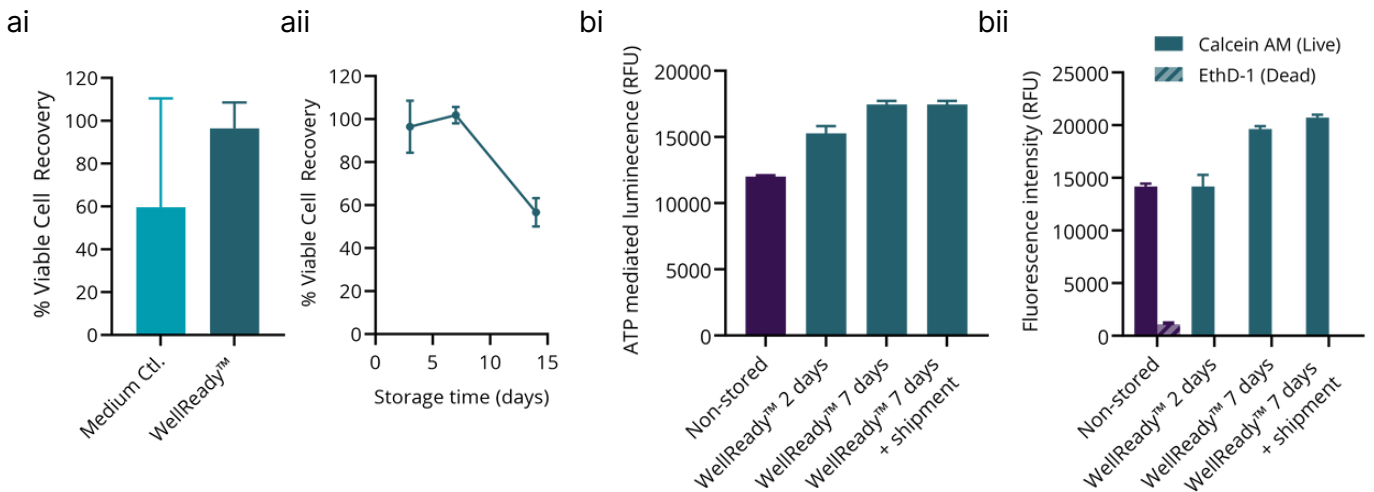 ai
% Viable Cell Recovery
120
100
80
60
40
20
0
Medium Ctl.
WellReady™
aii
% Viable Cell Recovery
120
100
80
60
40
20
0
0 5 10 15
Storage time (days)
bi
ATP mediated luminecence (RFU)
20000
15000
10000
5000
0
Non-stored
WellReady™ 2 days
WellReady™ 7 days
WellReady™ 7 days
+ shipment
bii
Calcein AM (Live)
EthD-1 (Dead)
Fluorescence intensity (RFU)
25000
20000
15000
10000
5000
0
Non-stored
WellReady™ 2 days
WellReady™ 7 days
WellReady™ 7 days
+ shipment